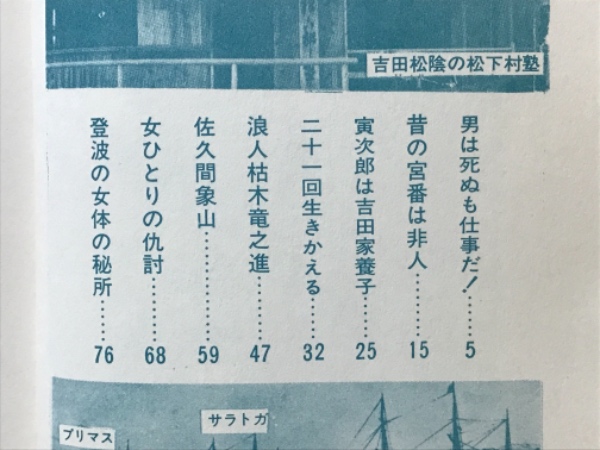 吉田松陰の松下村塾
男は死ぬも仕事だ!………5
昔の宮番は非人………15
寅次郎は吉田家養子……25
二十一回生きかえる……32
浪人枯木竜之進………47
佐久間象山……………59
女ひとりの仇討………68
登波の女体の秘所……76
サラトガ
プリマス